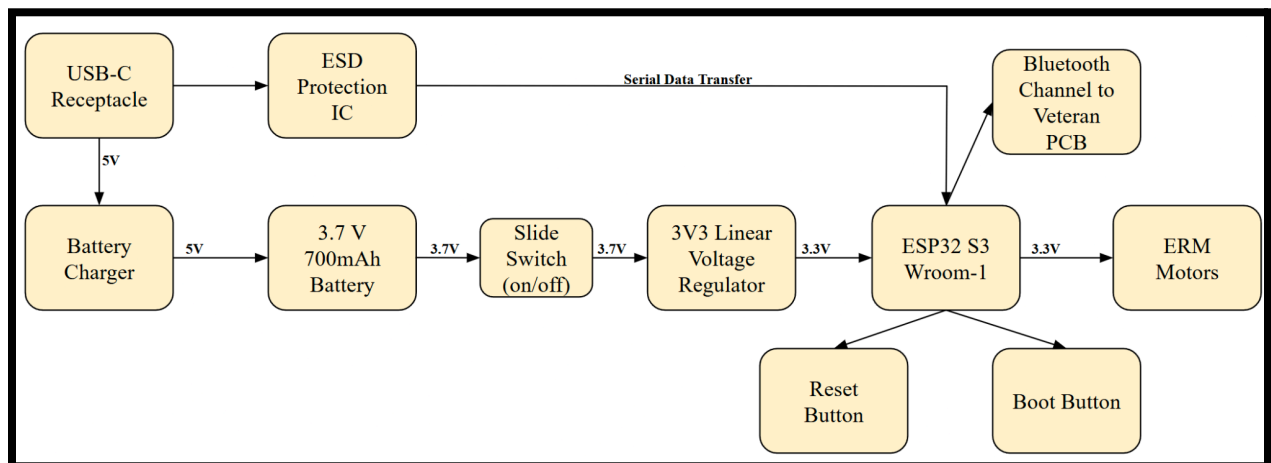 USB-C
Receptacle
ESD
Protection
IC
Serial Data Transfer
Bluetooth
Channel to
Veteran
PCB
5V
Battery
Charger
5V
3.7 V
700mAh
Battery
3.7V
Slide
Switch
(on/off)
3.7V
3V3 Linear
Voltage
Regulator
3.3V
ESP32 S3
Wroom-1
3.3V
ERM
Motors
Reset
Button
Boot Button